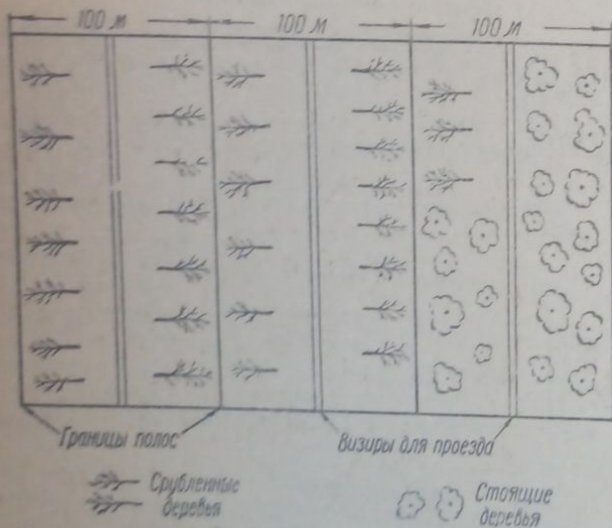 100 м 100 м 100 м
Границы полос Визиры для проезда
Срубленные
деревья
Стоящие
деревья